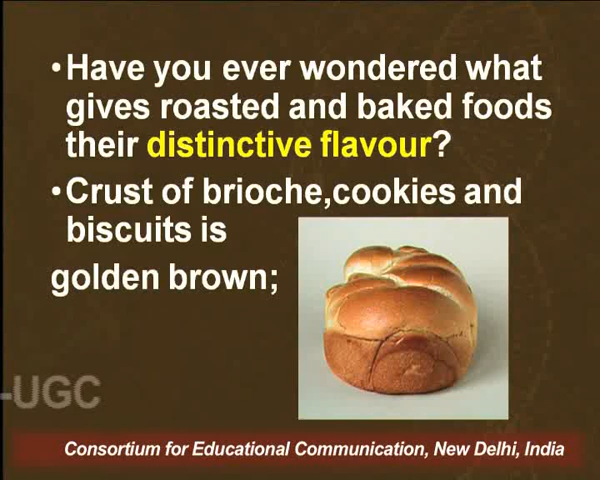 •Have you ever wondered what
gives roasted and baked foods
their distinctive flavour?
•Crust of brioche,cookies and
biscuits is
golden brown;
-UGC
Consortium for Educational Communication, New Delhi, India